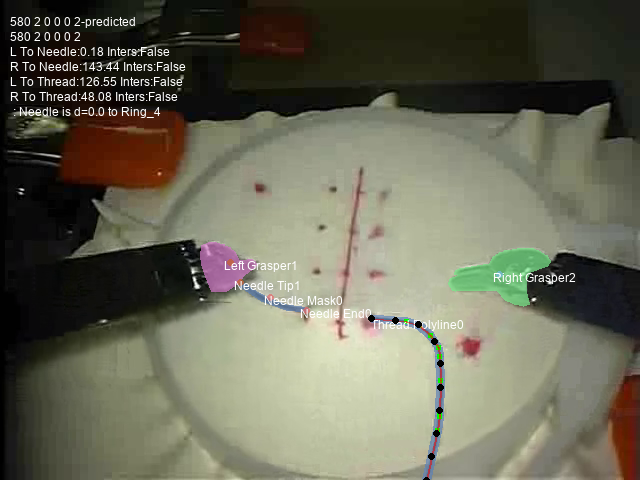 580 2 0 0 0 2-predicted
580 2 0 0 0 2
L To Needle:0.18 Inters:False
R To Needle:143.44 Inters:False
L To Thread:126.55 Inters:False
R To Thread:48.08 Inters:False
: Needle is d=0.0 to Ring_4
Left Grasper1
Right Grasper2
Needle Tip1
Needle Mask0
Needle End0
Thread Polyline0